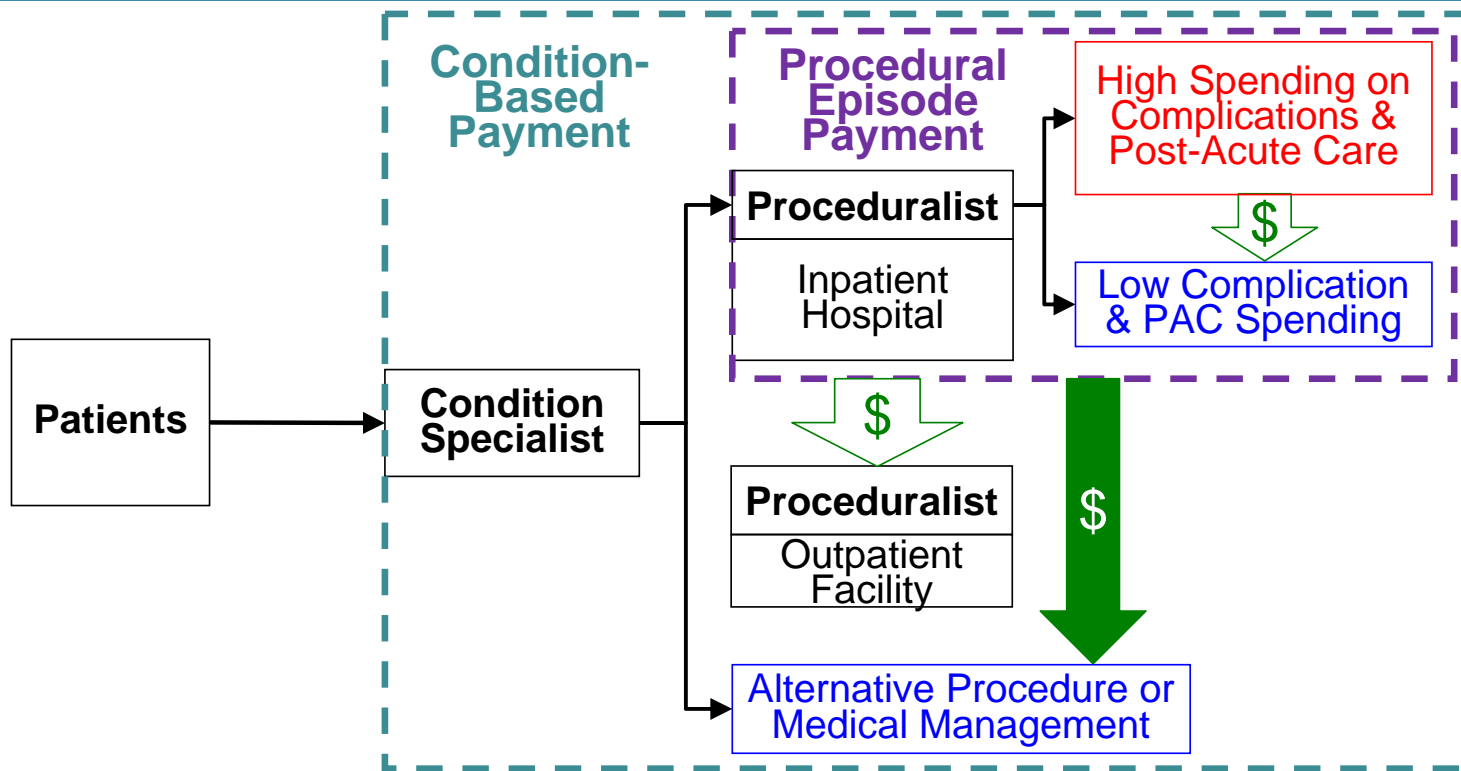 Condition-
Based
Payment
Procedural
Episode
Payment
High Spending on
Complications &
Post-Acute Care
Proceduralist
$
Inpatient
Hospital
Low Complication
& PAC Spending
Patients
Condition
Specialist
$
Proceduralist
$
Outpatient
Facility
Alternative Procedure or
Medical Management